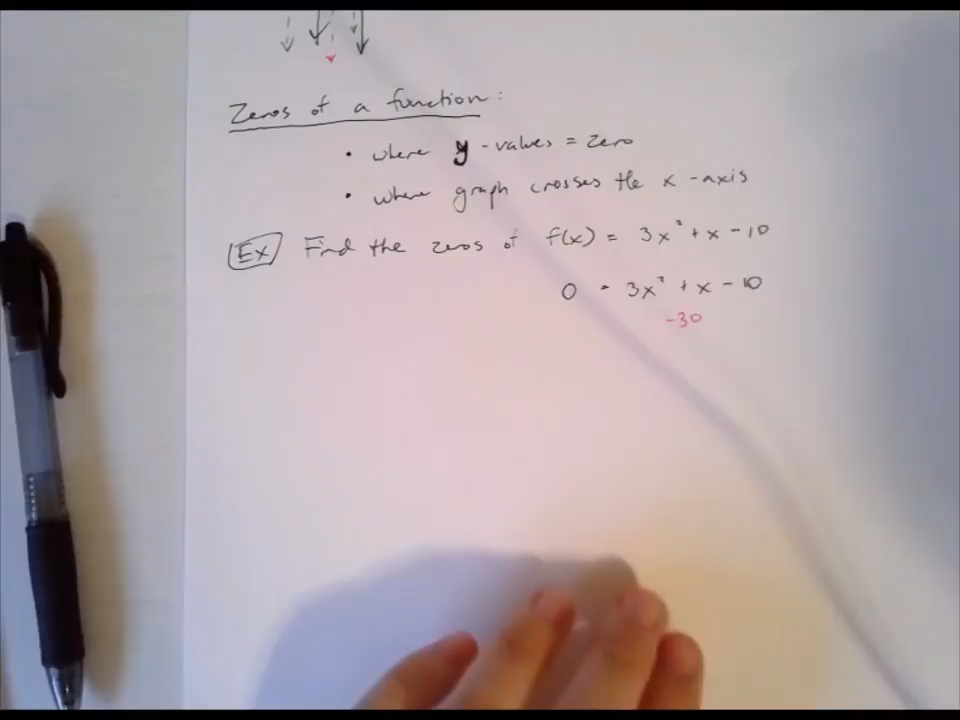 Zeros of a function:
• where y-values = zero
• where graph crosses the x-axis
Ex Find the zeros of f(x) = 3x² + x - 10
0 = 3x² + x - 10
-30